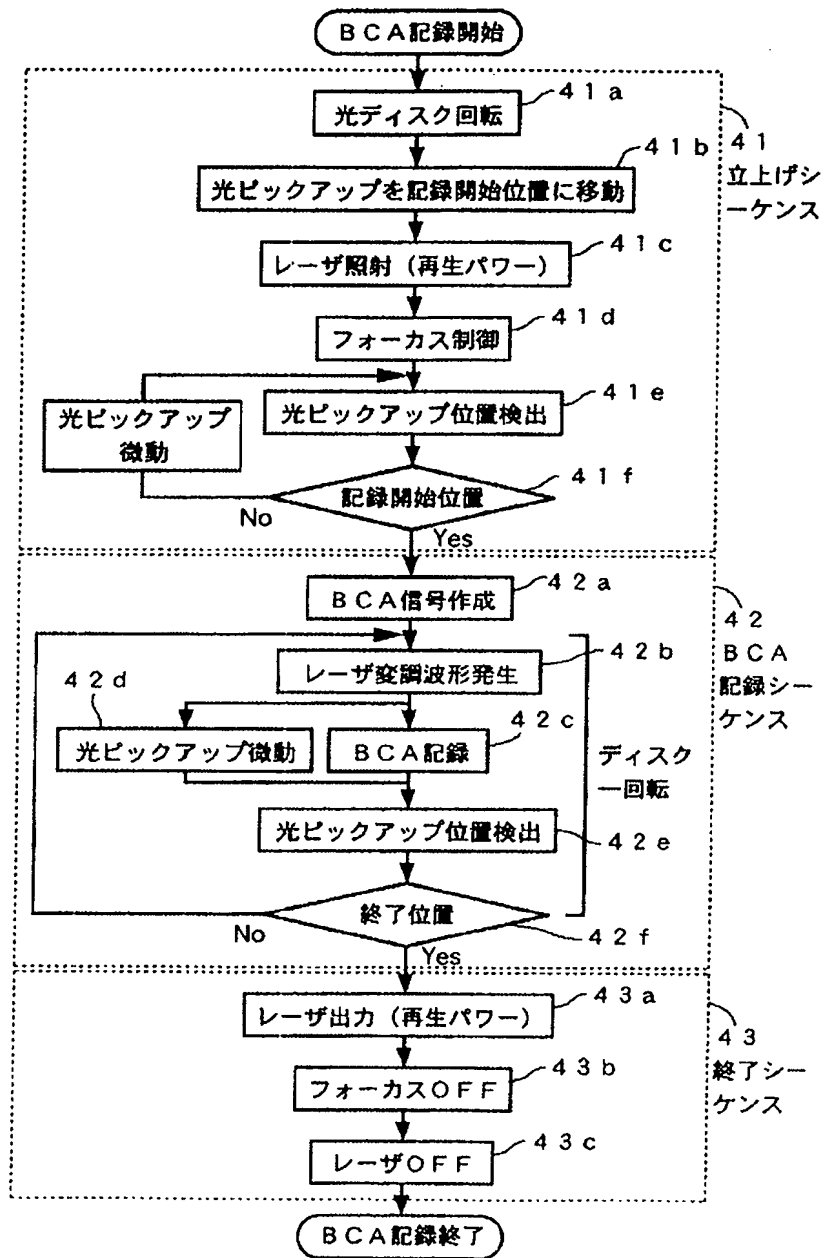 BCA記録開始
41a
光ディスク回転
41b
光ピックアップを記録開始位置に移動
41
立上げシ
ーケンス
41c
レーザ照射(再生パワー)
41d
フォーカス制御
41e
光ピックアップ位置検出
光ピックアップ
微動
41f
記録開始位置
No
Yes
42a
BCA信号作成
42
BCA
記録シー
ケンス
42b
レーザ変調波形発生
42d
光ピックアップ微動
42c
BCA記録
ディスク
一回転
光ピックアップ位置検出
42e
終了位置
42f
No
Yes
43a
レーザ出力(再生パワー)
43
終了シー
ケンス
43b
フォーカスOFF
43c
レーザOFF
BCA記録終了